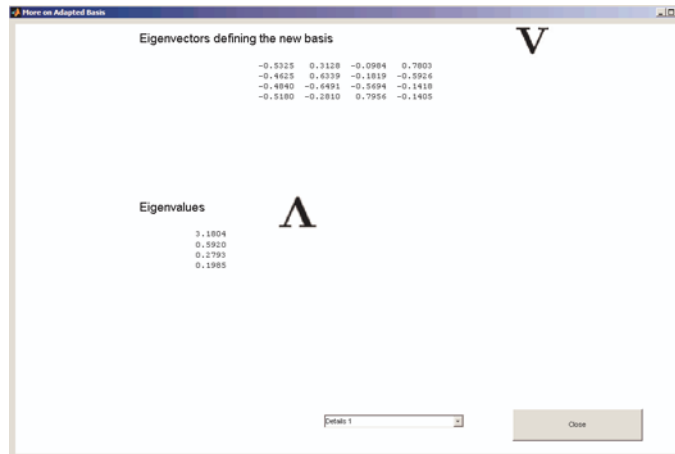 More on Adapted Basis
Eigenvectors defining the new basis
V
-0.5325 0.3128 -0.0984 0.7803
-0.4625 0.6339 -0.1819 -0.5926
-0.4840 -0.6491 -0.5694 -0.1418
-0.5180 -0.2810 0.7956 -0.1405
Eigenvalues
Λ
3.1804
0.5920
0.2793
0.1985
Details 1
Close